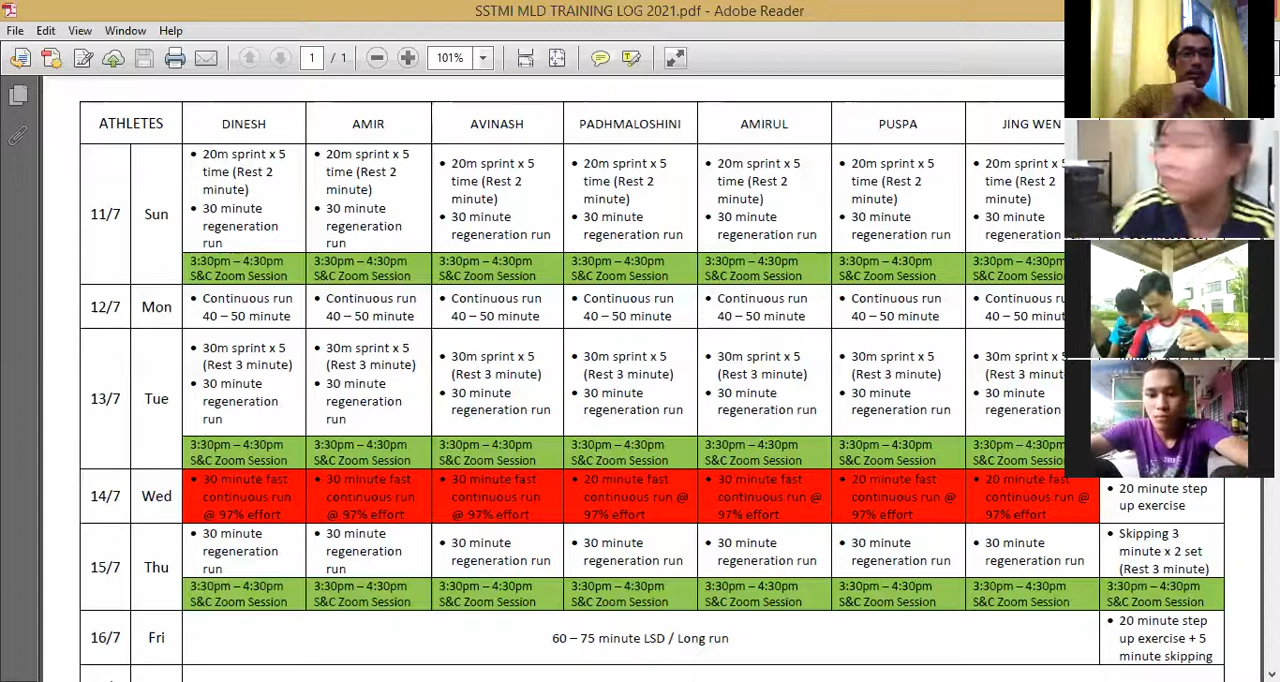 SSTMI MLD TRAINING LOG 2021.pdf - Adobe Reader
File Edit View Window Help
1 / 1 101%
ATHLETES DINESH AMIR AVINASH PADHMALOSHINI AMIRUL PUSPA JING WEN
11/7 Sun
• 20m sprint x 5
time (Rest 2
minute)
• 30 minute
regeneration
run
• 20m sprint x 5
time (Rest 2
minute)
• 30 minute
regeneration
run
• 20m sprint x 5
time (Rest 2
minute)
• 30 minute
regeneration run
• 20m sprint x 5
time (Rest 2
minute)
• 30 minute
regeneration run
• 20m sprint x 5
time (Rest 2
minute)
• 30 minute
regeneration run
• 20m sprint x 5
time (Rest 2
minute)
• 30 minute
regeneration run
• 20m sprint x 5
time (Rest 2
minute)
• 30 minute
regeneration run
3:30pm – 4:30pm 3:30pm – 4:30pm 3:30pm – 4:30pm 3:30pm – 4:30pm 3:30pm – 4:30pm 3:30pm – 4:30pm 3:30pm – 4:30pm
S&C Zoom Session S&C Zoom Session S&C Zoom Session S&C Zoom Session S&C Zoom Session S&C Zoom Session S&C Zoom Session
12/7 Mon
• Continuous run • Continuous run • Continuous run • Continuous run • Continuous run • Continuous run • Continuous run
40 – 50 minute 40 – 50 minute 40 – 50 minute 40 – 50 minute 40 – 50 minute 40 – 50 minute 40 – 50 minute
13/7 Tue
• 30m sprint x 5
(Rest 3 minute)
• 30 minute
regeneration
run
• 30m sprint x 5
(Rest 3 minute)
• 30 minute
regeneration
run
• 30m sprint x 5
(Rest 3 minute)
• 30 minute
regeneration run
• 30m sprint x 5
(Rest 3 minute)
• 30 minute
regeneration run
• 30m sprint x 5
(Rest 3 minute)
• 30 minute
regeneration run
• 30m sprint x 5
(Rest 3 minute)
• 30 minute
regeneration run
• 30m sprint x 5
(Rest 3 minute)
• 30 minute
regeneration run
3:30pm – 4:30pm 3:30pm – 4:30pm 3:30pm – 4:30pm 3:30pm – 4:30pm 3:30pm – 4:30pm 3:30pm – 4:30pm 3:30pm – 4:30pm
S&C Zoom Session S&C Zoom Session S&C Zoom Session S&C Zoom Session S&C Zoom Session S&C Zoom Session S&C Zoom Session
14/7 Wed
• 30 minute fast
continuous run
@ 97% effort
• 30 minute fast
continuous run
@ 97% effort
• 30 minute fast
continuous run @
97% effort
• 20 minute fast
continuous run @
97% effort
• 30 minute fast
continuous run @
97% effort
• 20 minute fast
continuous run @
97% effort
• 20 minute fast
continuous run @
97% effort
• 20 minute step
up exercise
15/7 Thu
• 30 minute
regeneration
run
• 30 minute
regeneration
run
• 30 minute
regeneration run
• 30 minute
regeneration run
• 30 minute
regeneration run
• 30 minute
regeneration run
• 30 minute
regeneration run
• Skipping 3
minute x 2 set
(Rest 3 minute)
3:30pm – 4:30pm 3:30pm – 4:30pm 3:30pm – 4:30pm 3:30pm – 4:30pm 3:30pm – 4:30pm 3:30pm – 4:30pm 3:30pm – 4:30pm 3:30pm – 4:30pm
S&C Zoom Session S&C Zoom Session S&C Zoom Session S&C Zoom Session S&C Zoom Session S&C Zoom Session S&C Zoom Session S&C Zoom Session
16/7 Fri
60 – 75 minute LSD / Long run
• 20 minute step
up exercise + 5
minute skipping